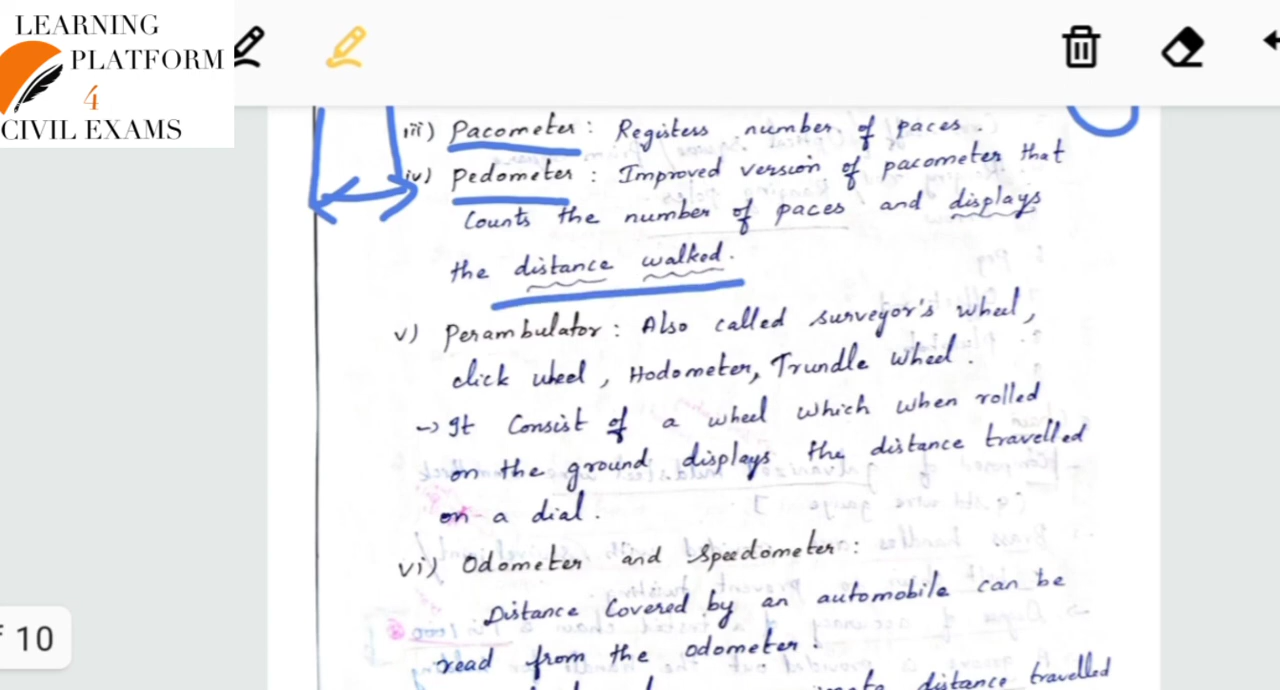 LEARNING
PLATFORM
4
CIVIL EXAMS
iii) Pacometer: Registers number of paces.
iv) Pedometer: Improved version of pacometer that
Counts the number of paces and displays
the distance walked.
v) Perambulator: Also called surveyor's wheel,
click wheel, Hodometer, Trundle wheel.
→ It Consist of a wheel which when rolled
on the ground displays the distance travelled
on a dial.
vi) Odometer and Speedometer:
Distance Covered by an automobile can be
read from the odometer.
distance travelled
10